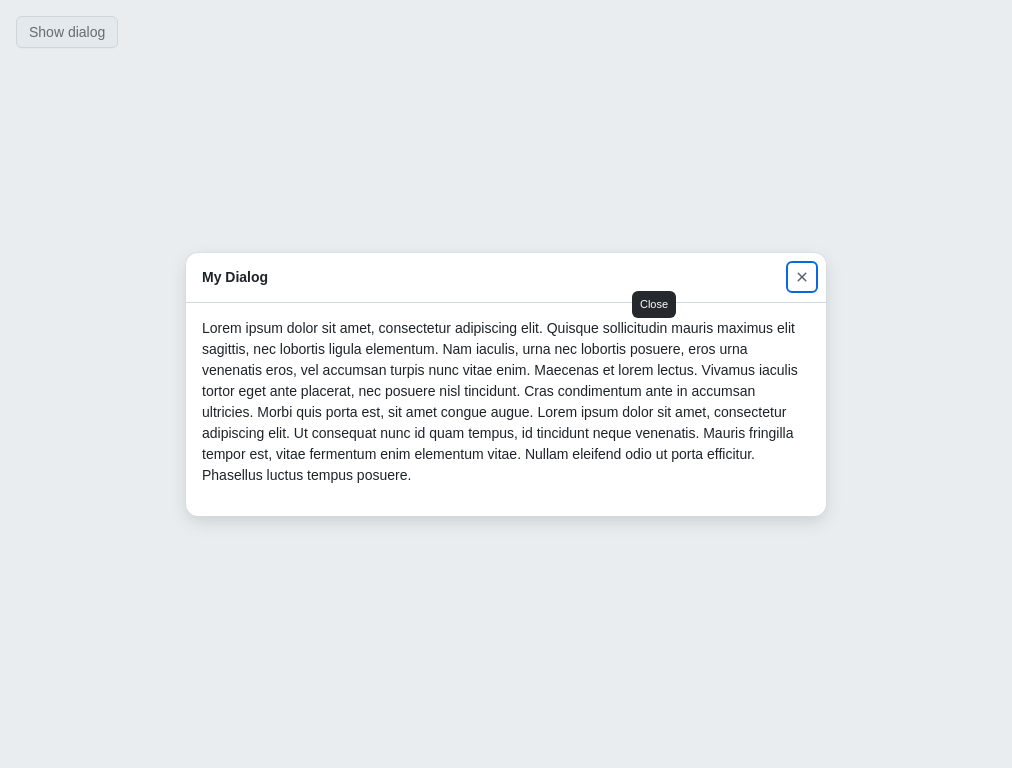 Show dialog
My Dialog
Close
Lorem ipsum dolor sit amet, consectetur adipiscing elit. Quisque sollicitudin mauris maximus elit
sagittis, nec lobortis ligula elementum. Nam iaculis, urna nec lobortis posuere, eros urna
venenatis eros, vel accumsan turpis nunc vitae enim. Maecenas et lorem lectus. Vivamus iaculis
tortor eget ante placerat, nec posuere nisl tincidunt. Cras condimentum ante in accumsan
ultricies. Morbi quis porta est, sit amet congue augue. Lorem ipsum dolor sit amet, consectetur
adipiscing elit. Ut consequat nunc id quam tempus, id tincidunt neque venenatis. Mauris fringilla
tempor est, vitae fermentum enim elementum vitae. Nullam eleifend odio ut porta efficitur.
Phasellus luctus tempus posuere.